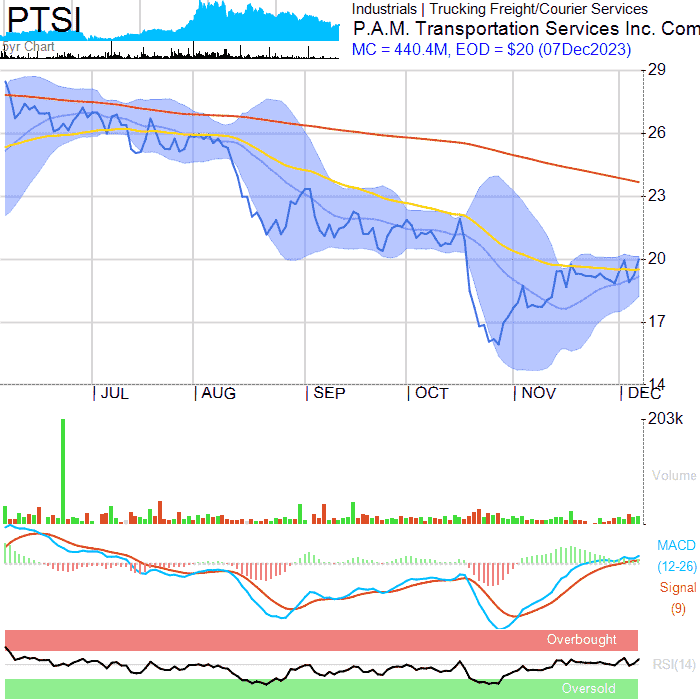 PTSI
5yr Chart
Industrials | Trucking Freight/Courier Services
P.A.M. Transportation Services Inc. Com
MC = 440.4M, EOD = $20 (07Dec2023)
29
26
23
20
17
14
JUL
AUG
SEP
OCT
NOV
DEC
203k
Volume
MACD
(12-26)
Signal
(9)
Overbought
RSI(14)
Oversold